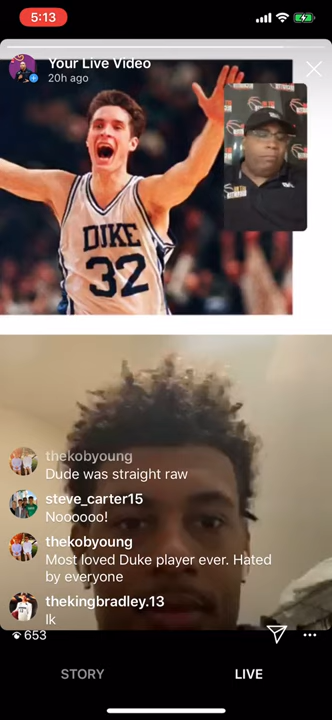 5:13
Your Live Video
20h ago
DUKE
32
thekobyoung
Dude was straight raw
steve_carter15
Noooooo!
thekobyoung
Most loved Duke player ever. Hated
by everyone
thekingbradley.13
Ik
653
STORY
LIVE